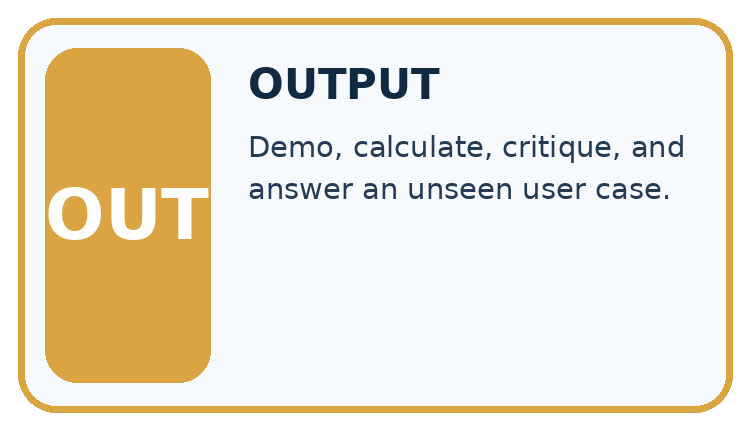 OUT
OUTPUT
Demo, calculate, critique, and
answer an unseen user case.